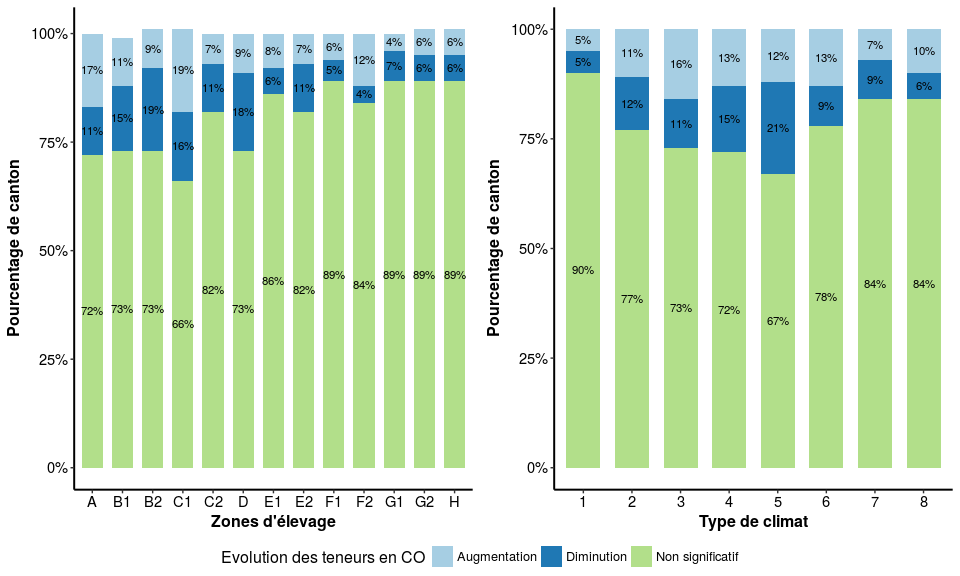 Pourcentage de canton
100%
75%
50%
25%
0%
17% 11% 9% 19% 7% 9% 8% 7% 6% 12% 4% 6% 6%
11% 15% 19% 16% 11% 18% 6% 11% 5% 4% 7% 6% 6%
72% 73% 73% 66% 82% 73% 86% 82% 89% 84% 89% 89% 89%
A B1 B2 C1 C2 D E1 E2 F1 F2 G1 G2 H
Zones d'élevage
Pourcentage de canton
100%
75%
50%
25%
0%
5% 11% 16% 13% 12% 13% 7% 10%
5% 12% 11% 15% 21% 9% 9% 6%
90% 77% 73% 72% 67% 78% 84% 84%
1 2 3 4 5 6 7 8
Type de climat
Evolution des teneurs en CO Augmentation Diminution Non significatif